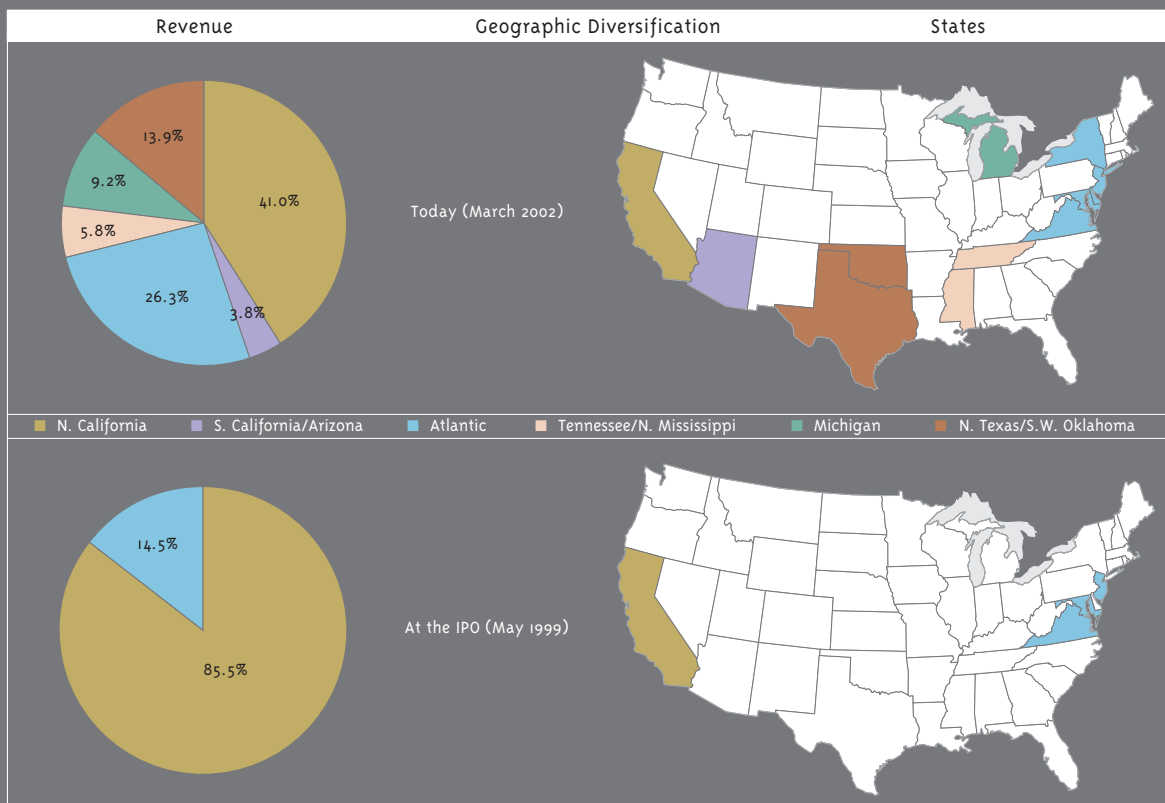 Revenue
Geographic Diversification
States
13.9%
41.0%
9.2%
5.8%
26.3%
3.8%
Today (March 2002)
N. California
S. California/Arizona
Atlantic
Tennessee/N. Mississippi
Michigan
N. Texas/S.W. Oklahoma
14.5%
85.5%
At the IPO (May 1999)